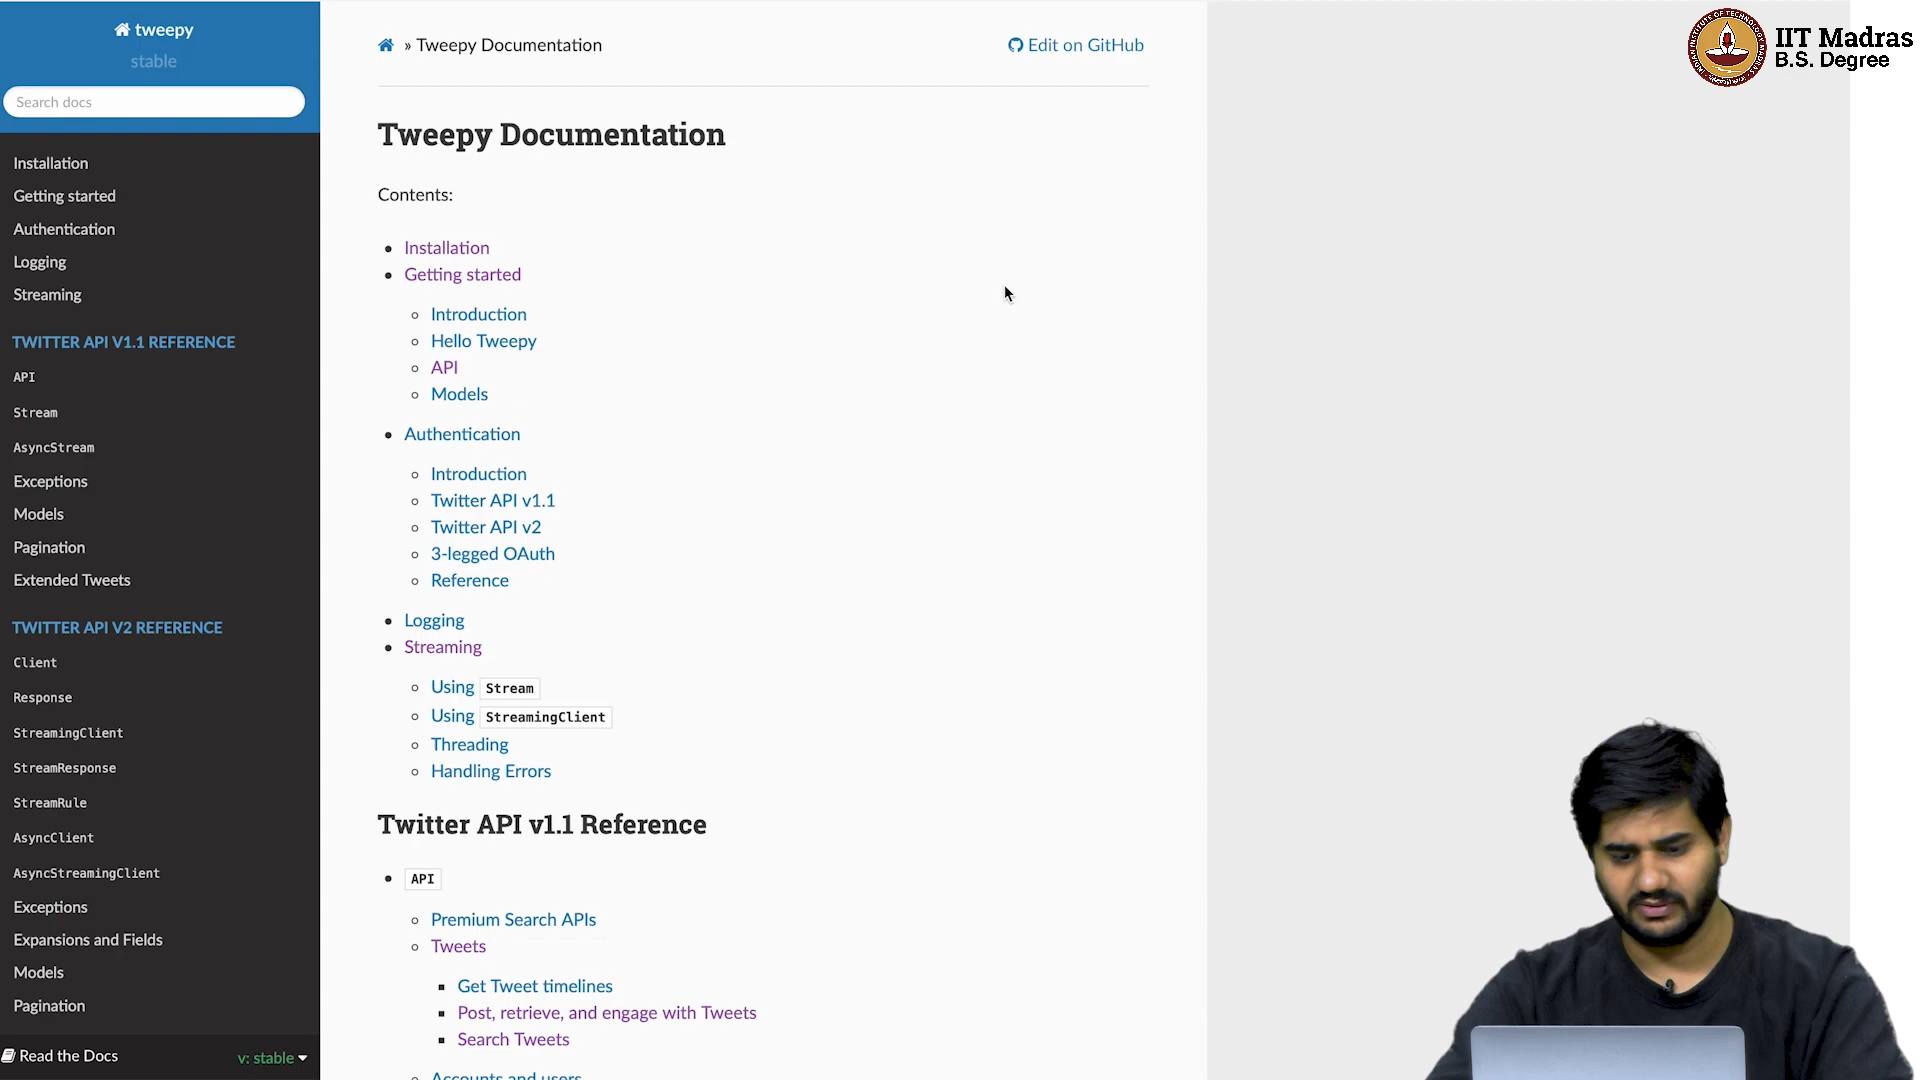 tweepy
stable
Search docs
Installation
Getting started
Authentication
Logging
Streaming
TWITTER API V1.1 REFERENCE
API
Stream
AsyncStream
Exceptions
Models
Pagination
Extended Tweets
TWITTER API V2 REFERENCE
Client
Response
StreamingClient
StreamResponse
StreamRule
AsyncClient
AsyncStreamingClient
Exceptions
Expansions and Fields
Models
Pagination
Read the Docs
v: stable
» Tweepy Documentation
Edit on GitHub
Tweepy Documentation
Contents:
Installation
Getting started
Introduction
Hello Tweepy
API
Models
Authentication
Introduction
Twitter API v1.1
Twitter API v2
3-legged OAuth
Reference
Logging
Streaming
Using Stream
Using StreamingClient
Threading
Handling Errors
Twitter API v1.1 Reference
API
Premium Search APIs
Tweets
Get Tweet timelines
Post, retrieve, and engage with Tweets
Search Tweets
Accounts and users
IIT Madras
B.S. Degree